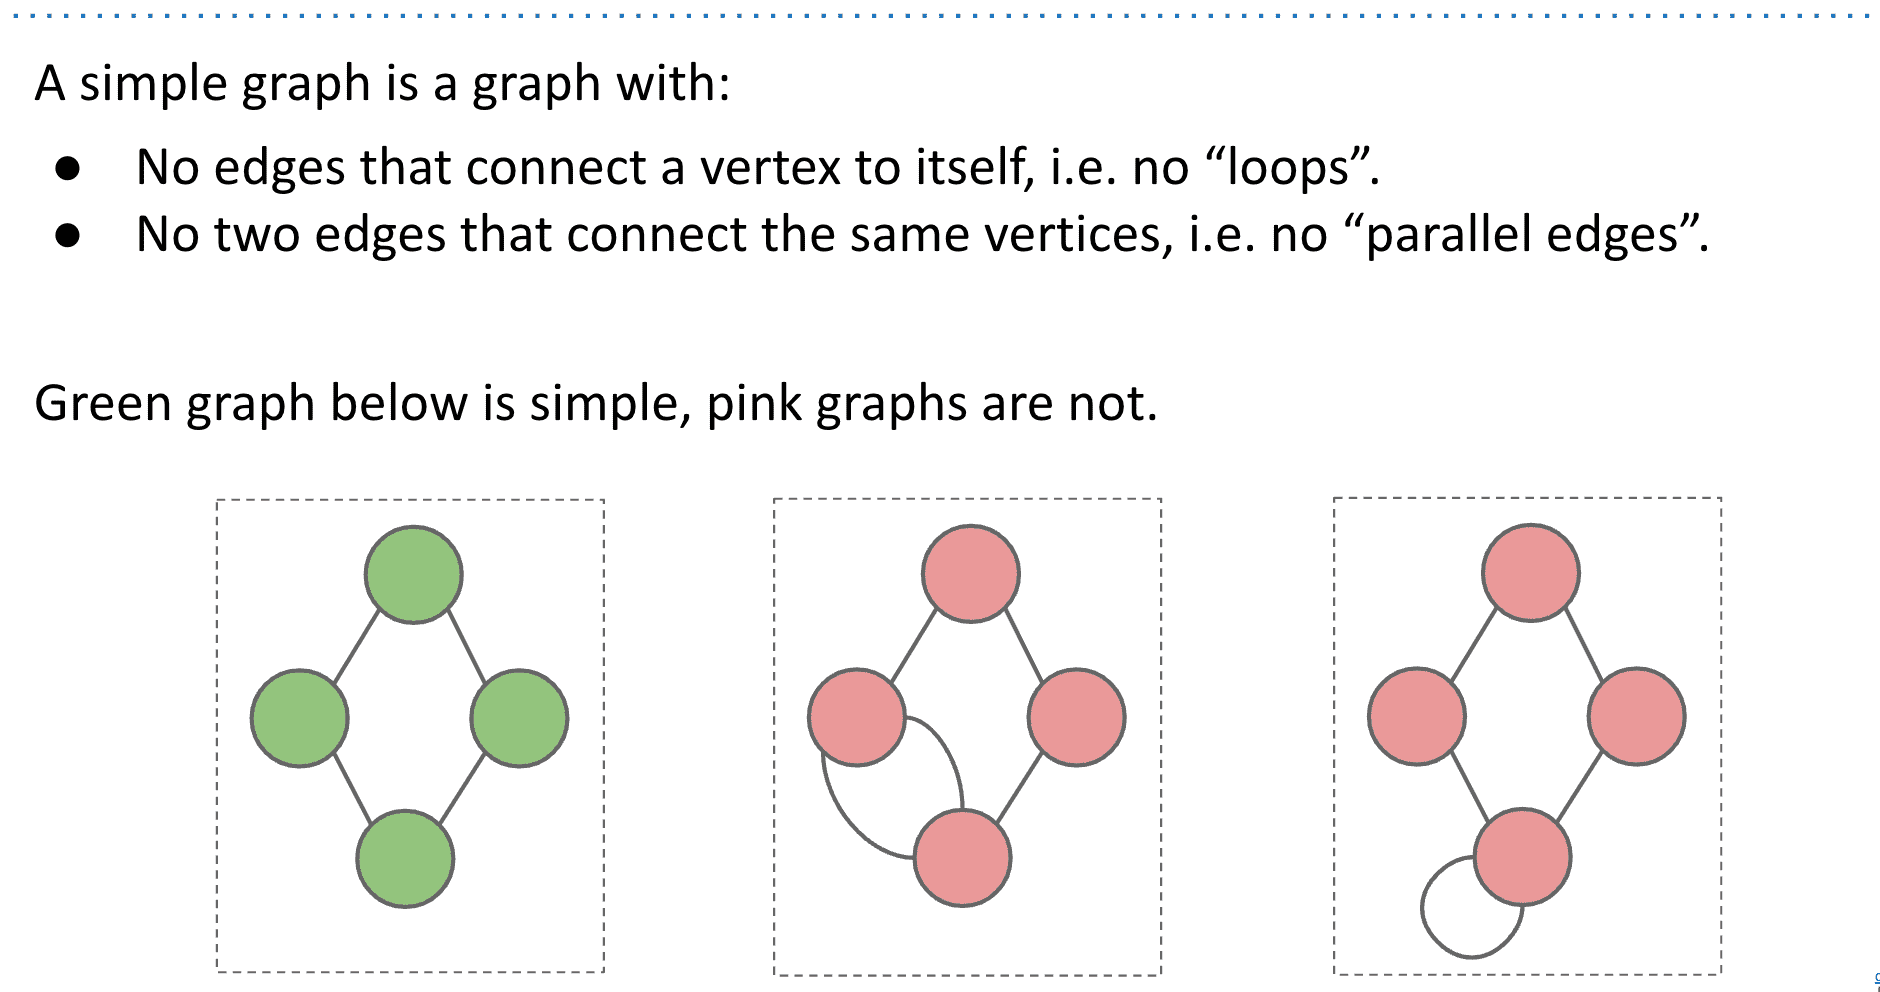 A simple graph is a graph with:
● No edges that connect a vertex to itself, i.e. no “loops”.
● No two edges that connect the same vertices, i.e. no “parallel edges”.
Green graph below is simple, pink graphs are not.